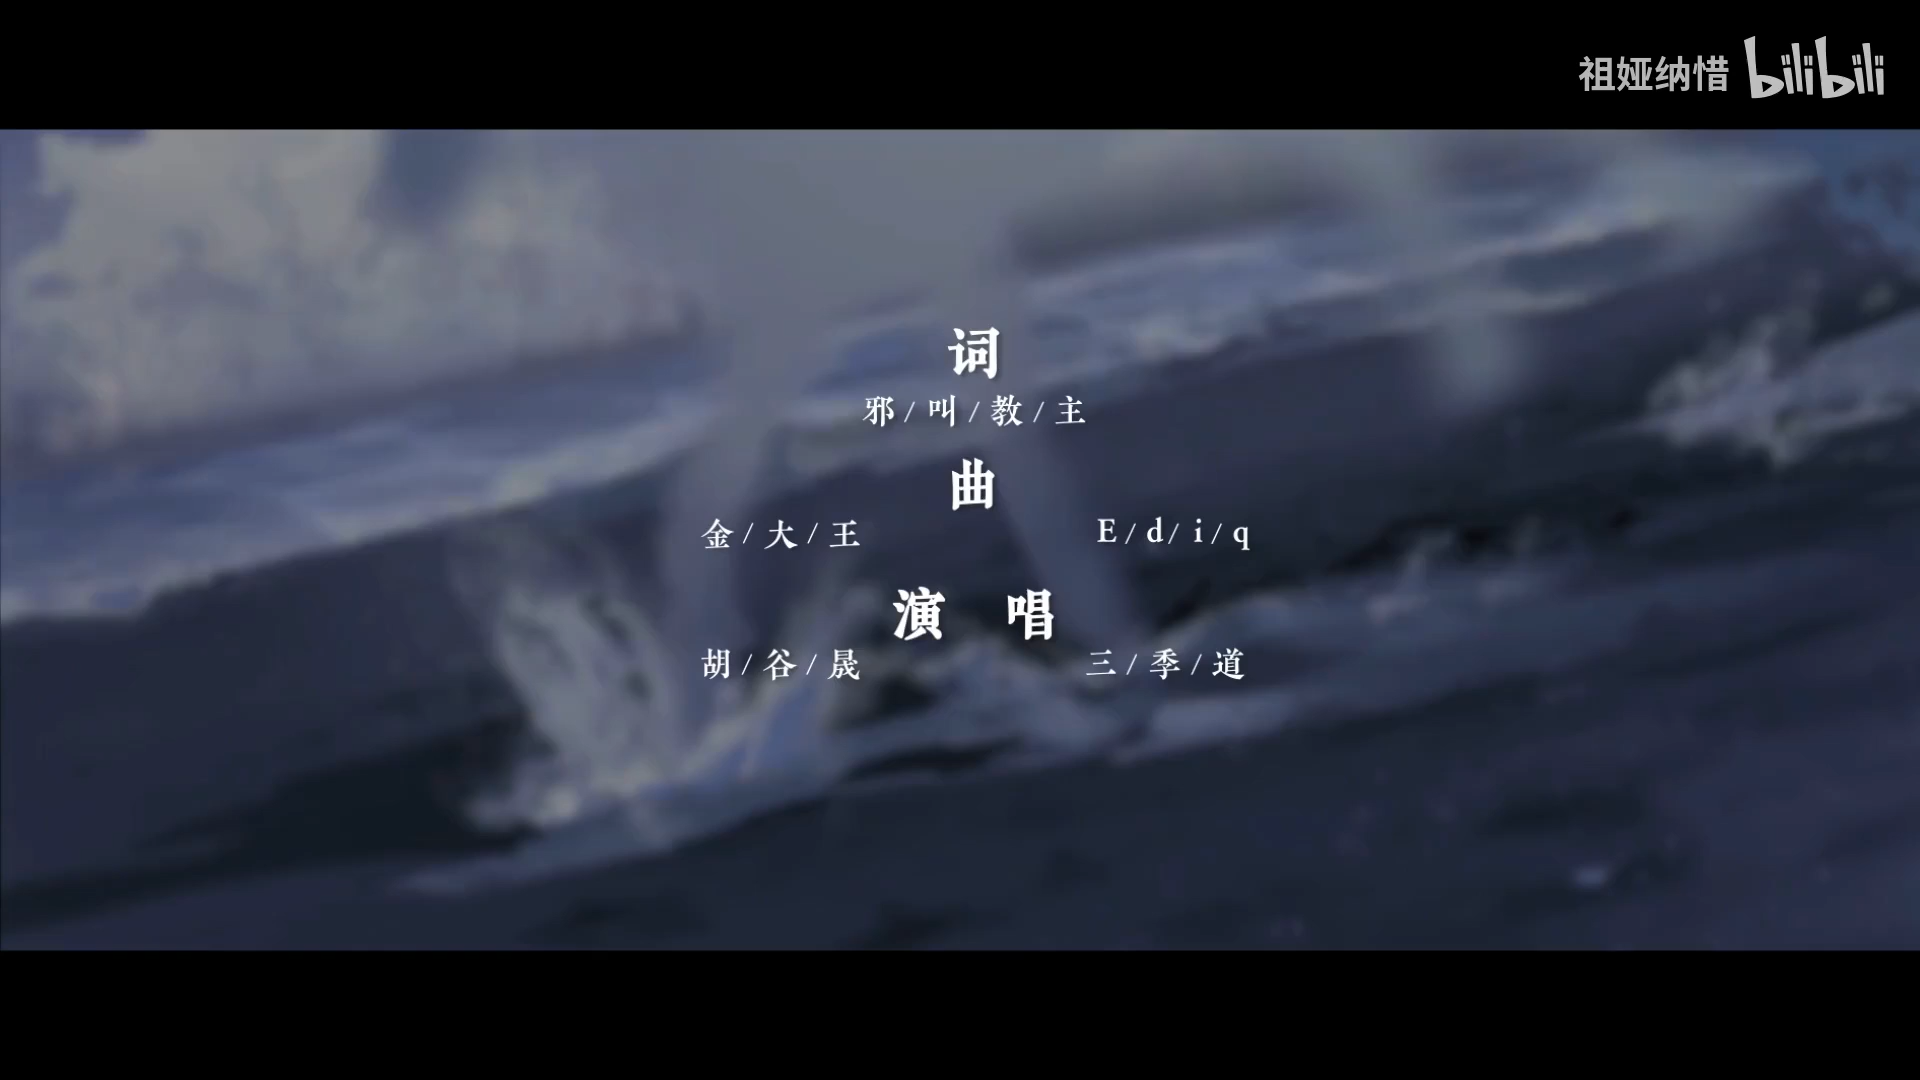 祖娅纳惜 bilibili
词
邪/叫/教/主
曲
金/大/王 E/d/i/q
演 唱
胡/谷/晟 三/季/道